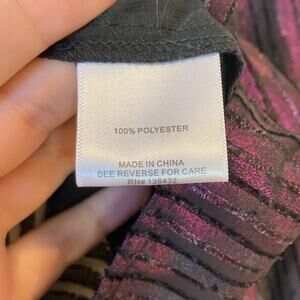 100% POLYESTER
MADE IN CHINA
SEE REVERSE FOR CARE
RN# 138432